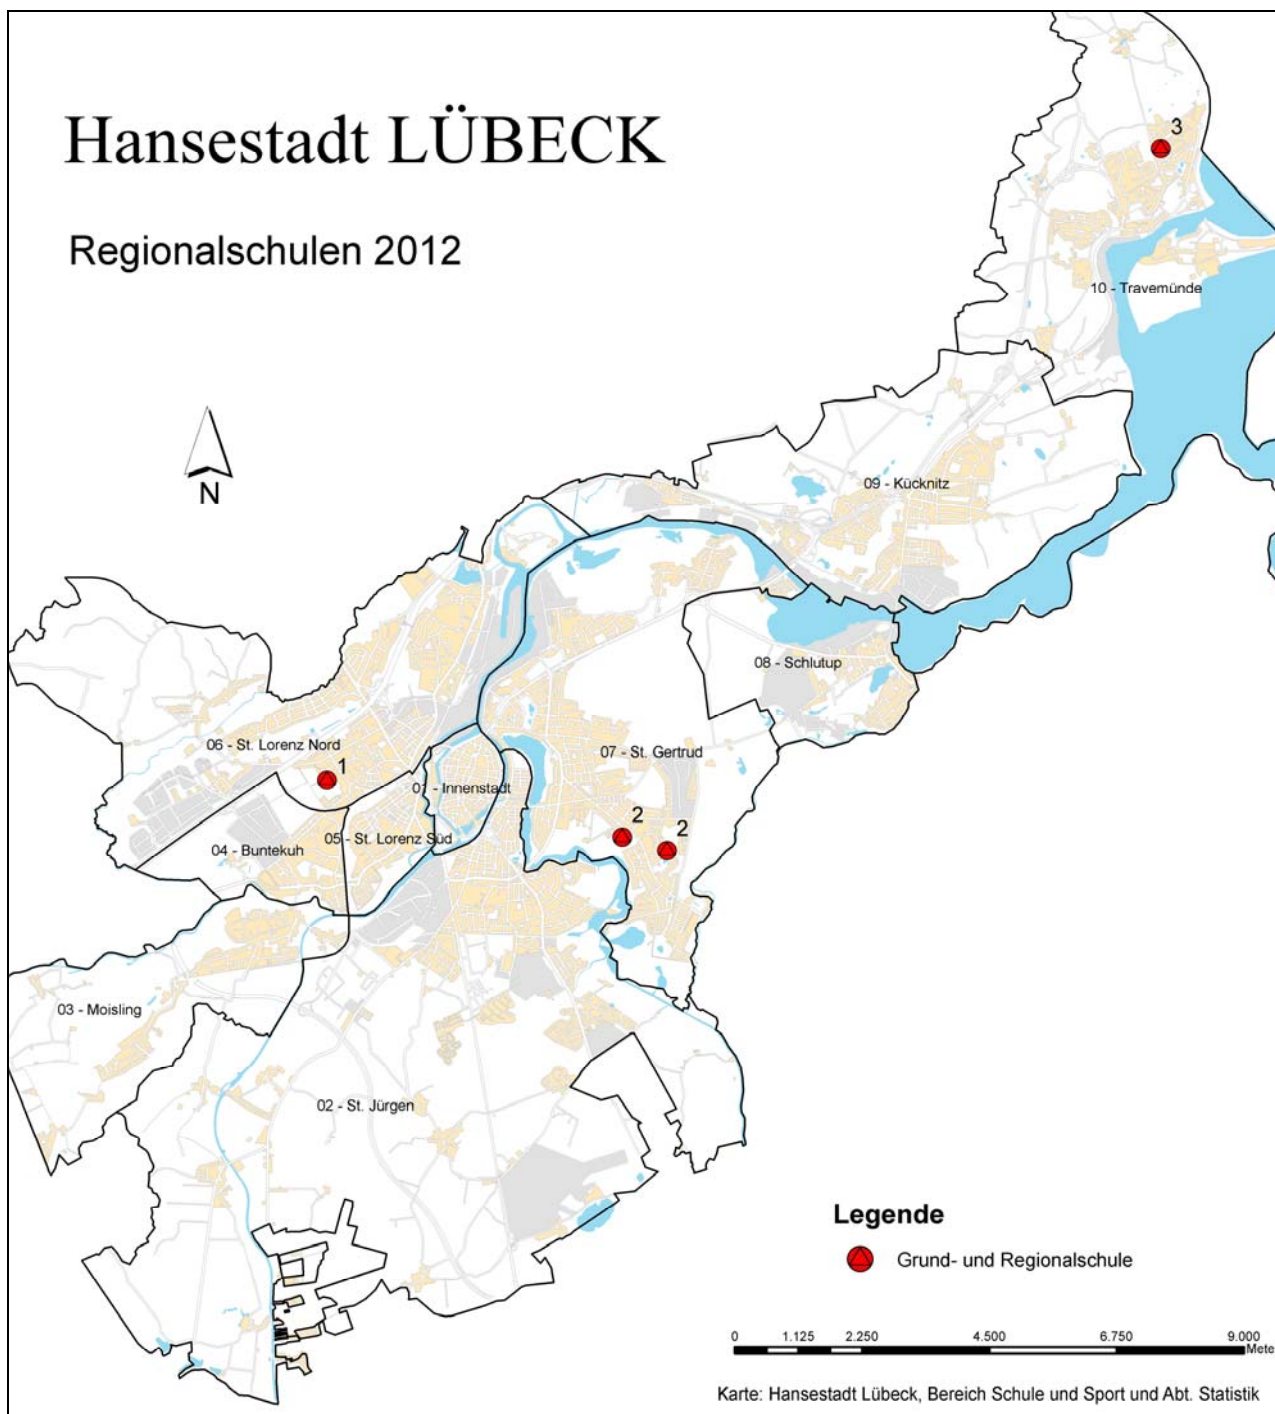 Hansestadt LÜBECK
Regionalschulen 2012
3
10 - Travemünde
N
09 - Kücknitz
08 - Schlutup
06 - St. Lorenz Nord
07 - St. Gertrud
1
01 - Innenstadt
2
2
05 - St. Lorenz Süd
04 - Buntekuh
03 - Moisling
02 - St. Jürgen
Legende
Grund- und Regionalschule
0 1.125 2.250 4.500 6.750 9.000
Mete
Karte: Hansestadt Lübeck, Bereich Schule und Sport und Abt. Statistik